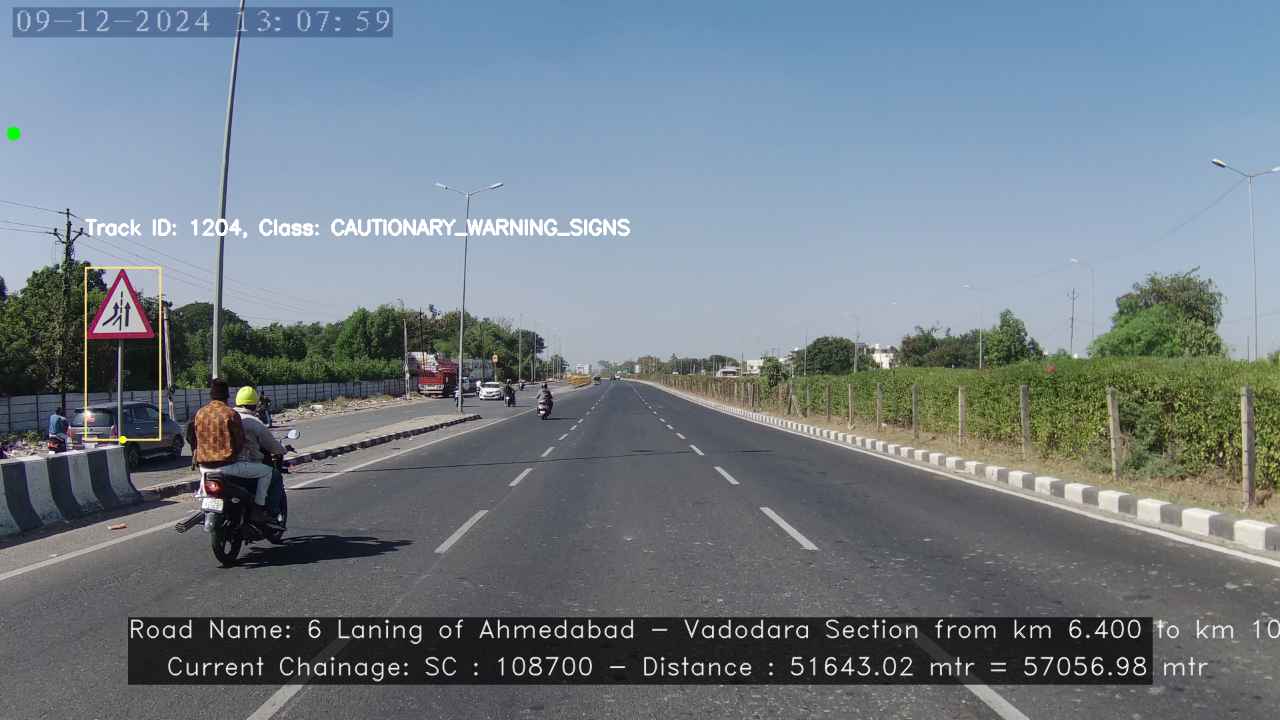 09-12-2024 13:07:59
Track ID: 1204, Class: CAUTIONARY_WARNING_SIGNS
Road Name: 6 Laning of Ahmedabad - Vadodara Section from km 6.400 to km 10
Current Chainage: SC : 108700 - Distance : 51643.02 mtr = 57056.98 mtr